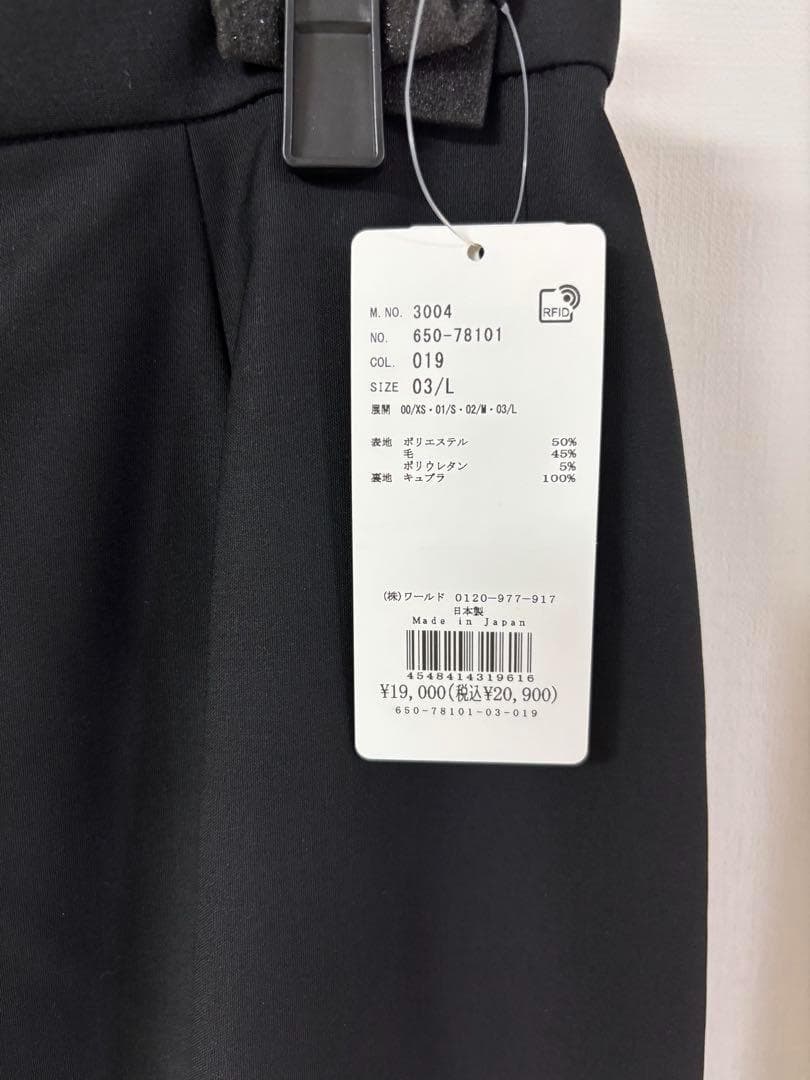 RFID
M.NO. 3004
NO. 650-78101
COL. 019
SIZE 03/L
展開 00/XS・01/S・02/M・03/L
表地 ポリエステル 50%
毛 45%
ポリウレタン 5%
裏地 キュプラ 100%
(株)ワールド 0120-977-917
日本製
Made in Japan
4548414319616
¥19,000(税込¥20,900)
650-78101-03-019